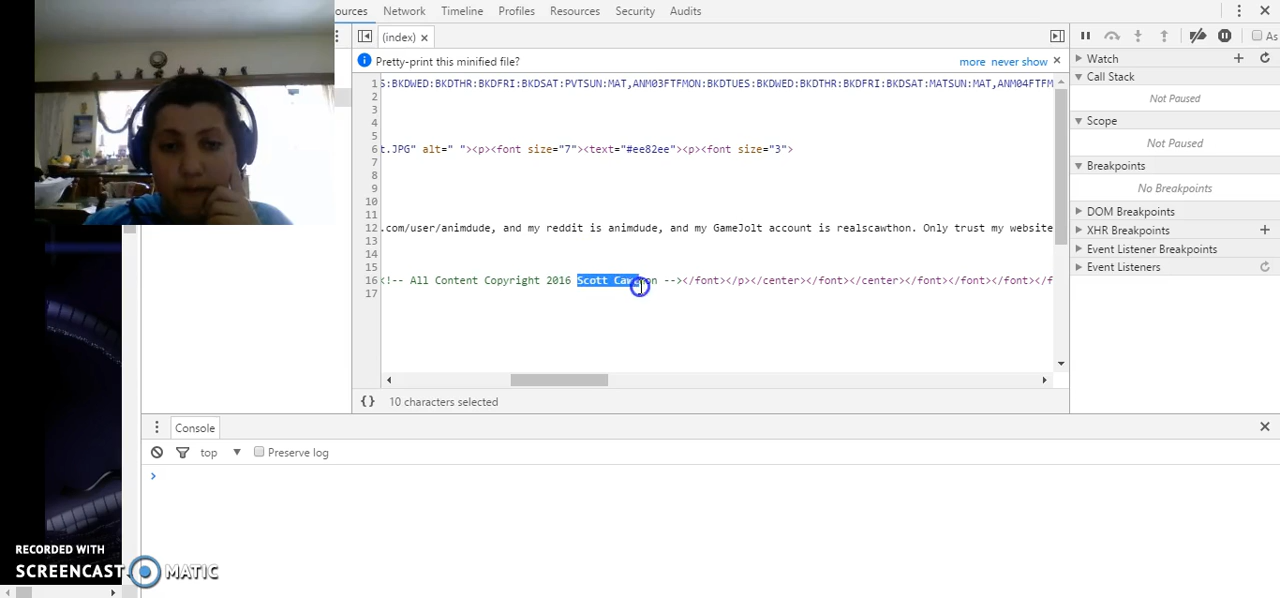 ources Network Timeline Profiles Resources Security Audits
(index) ×
As
Pretty-print this minified file? more never show ×
1 S:BKDWED:BKDTHR:BKDFRI:BKDSAT:PVTSUN:MAT,ANM03FTFMON:BKDTUES:BKDWED:BKDTHR:BKDFRI:BKDSAT:MATSUN:MAT,ANM04FTFM
2
3
4
5
6 t.JPG" alt=" "><p><font size="7"><text="#ee82ee"><p><font size="3">
7
8
9
10
11
12 .com/user/animdude, and my reddit is animdude, and my GameJolt account is realscawthon. Only trust my website
13
14
15
16 <!-- All Content Copyright 2016 Scott Caw on --></font></p></center></font></center></font></font></font></f
17
{} 10 characters selected
Watch
Call Stack
Not Paused
Scope
Not Paused
Breakpoints
No Breakpoints
DOM Breakpoints
XHR Breakpoints
Event Listener Breakpoints
Event Listeners
Console
top Preserve log
RECORDED WITH
SCREENCAST MATIC